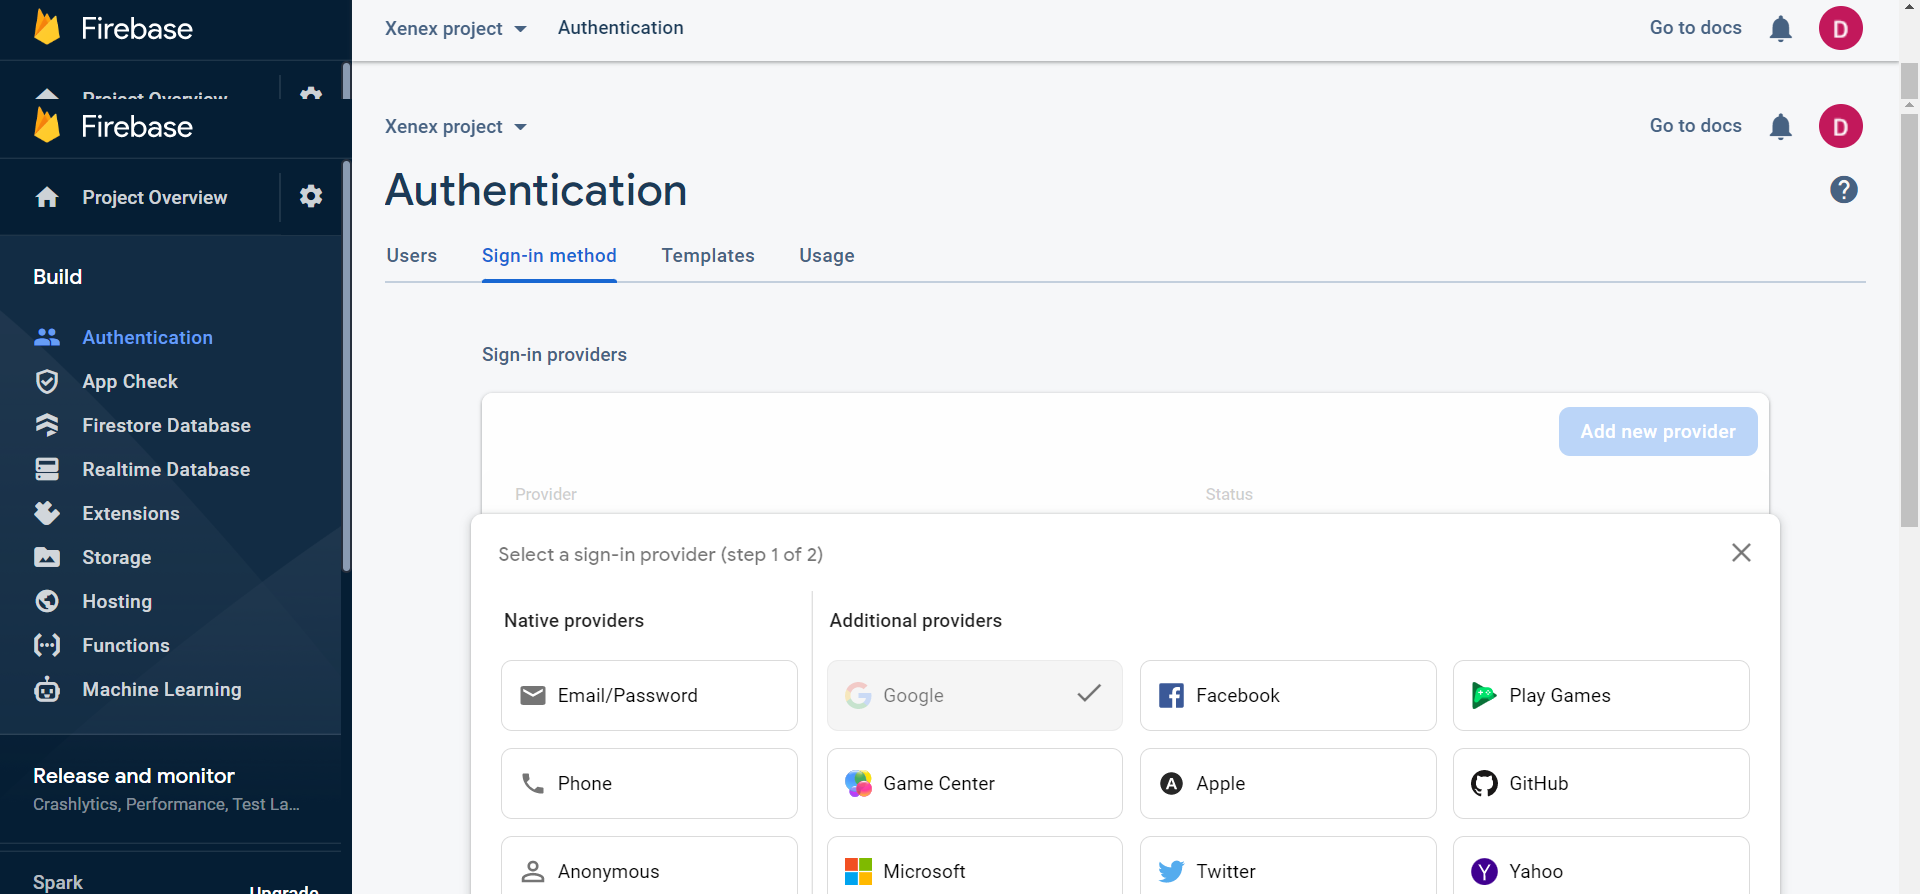 Firebase
Xenex project
Authentication
Go to docs
D
Project Overview
Firebase
Xenex project
Go to docs
D
Project Overview
Authentication
Users
Sign-in method
Templates
Usage
Build
Authentication
App Check
Firestore Database
Realtime Database
Extensions
Storage
Hosting
Functions
Machine Learning
Release and monitor
Crashlytics, Performance, Test La...
Spark
Upgrade
Sign-in providers
Add new provider
Provider
Status
Select a sign-in provider (step 1 of 2)
Native providers
Additional providers
Email/Password
Google
Facebook
Play Games
Phone
Game Center
Apple
GitHub
Anonymous
Microsoft
Twitter
Yahoo